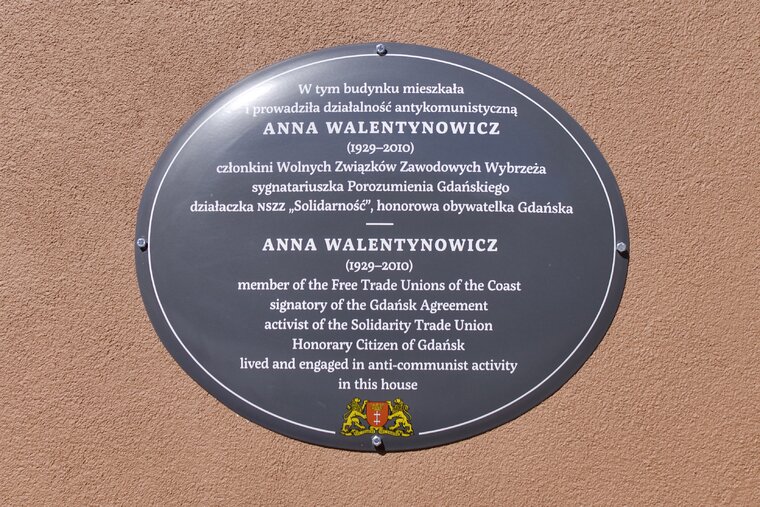 W tym budynku mieszkała
i prowadziła działalność antykomunistyczną
ANNA WALENTYNOWICZ
(1929–2010)
członkini Wolnych Związków Zawodowych Wybrzeża
sygnatariuszka Porozumienia Gdańskiego
działaczka NSZZ „Solidarność”, honorowa obywatelka Gdańska
ANNA WALENTYNOWICZ
(1929–2010)
member of the Free Trade Unions of the Coast
signatory of the Gdańsk Agreement
activist of the Solidarity Trade Union
Honorary Citizen of Gdańsk
lived and engaged in anti-communist activity
in this house